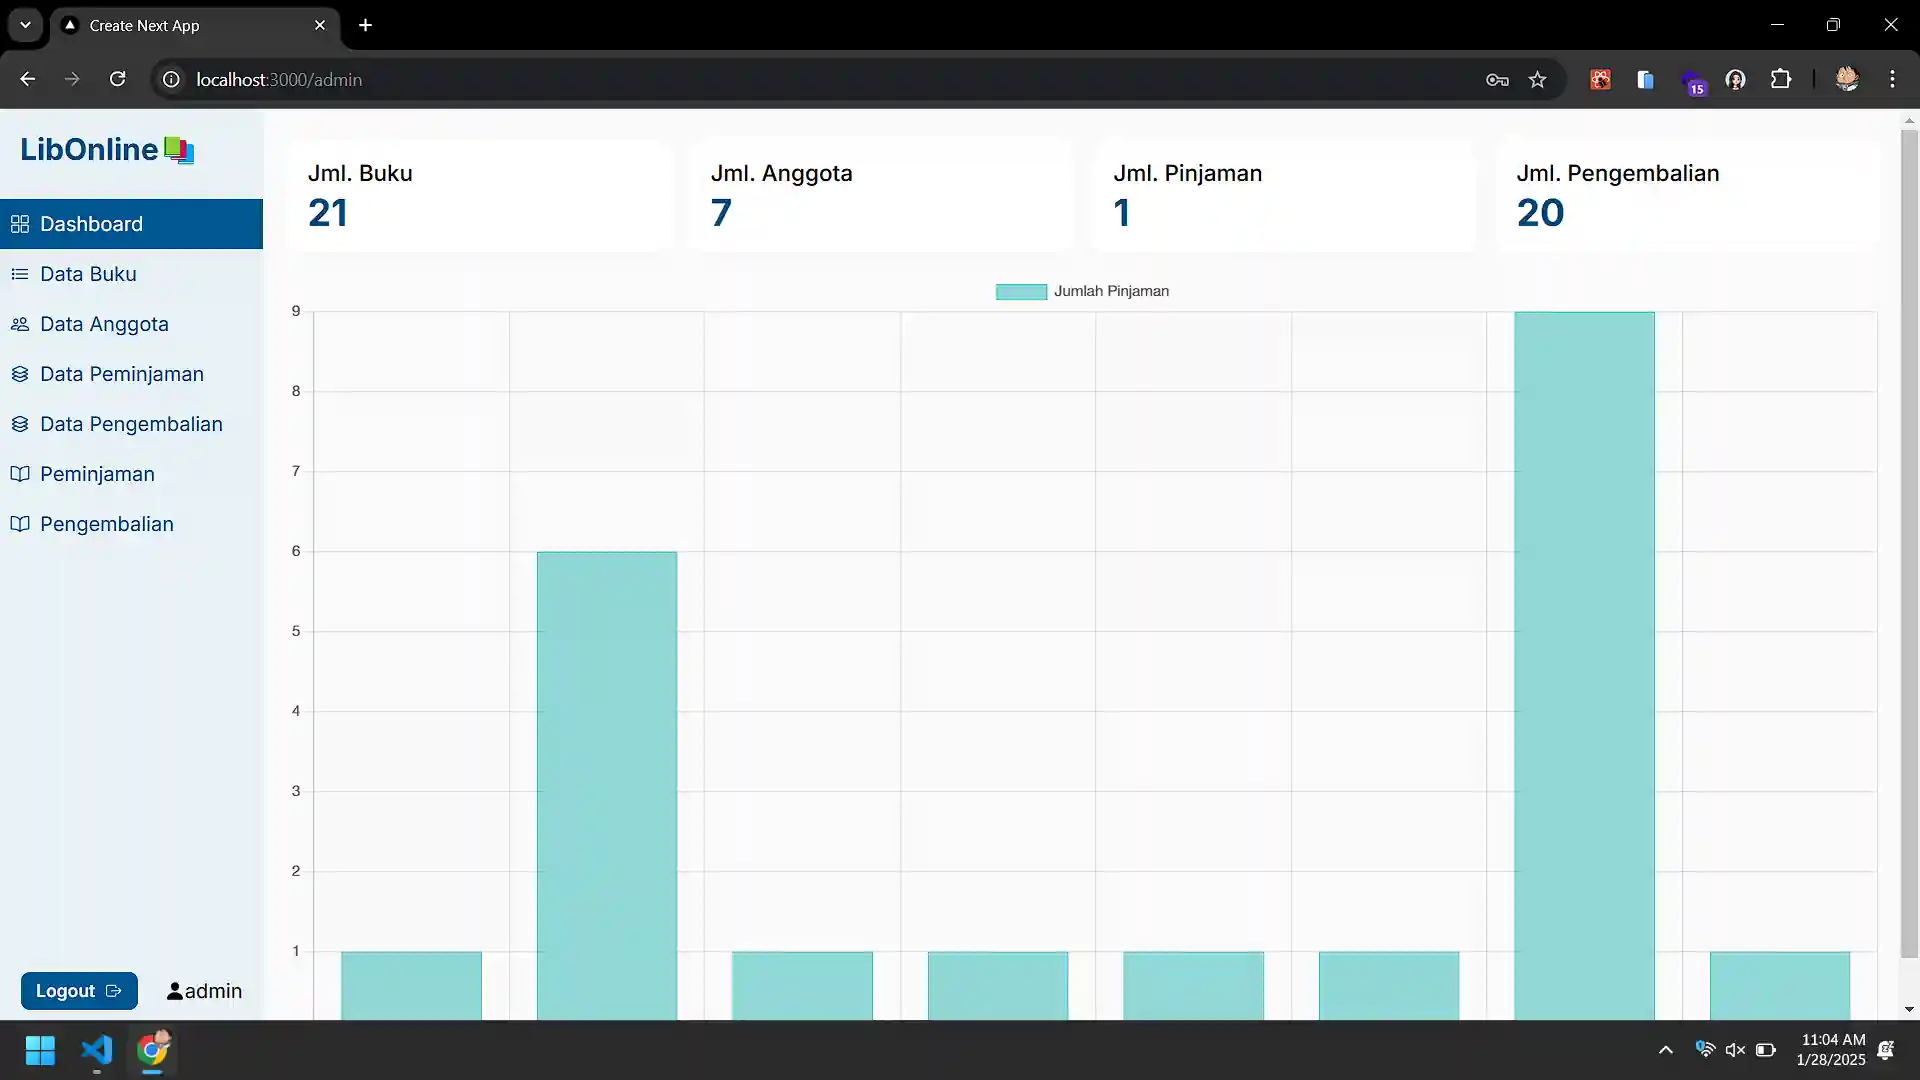 Create Next App
localhost:3000/admin
15
LibOnline
Dashboard
Data Buku
Data Anggota
Data Peminjaman
Data Pengembalian
Peminjaman
Pengembalian
Logout
admin
Jml. Buku
21
Jml. Anggota
7
Jml. Pinjaman
1
Jml. Pengembalian
20
Jumlah Pinjaman
9
8
7
6
5
4
3
2
1
11:04 AM
1/28/2025